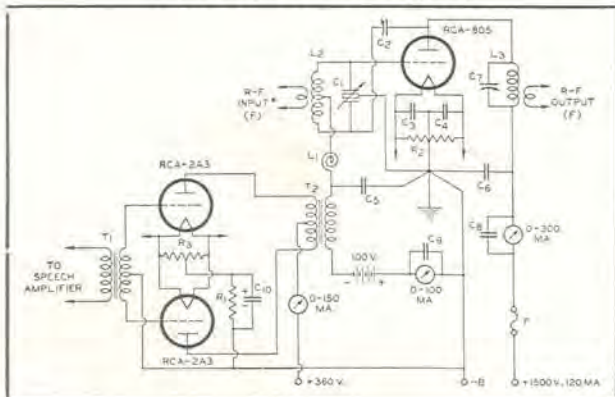 RCA-805
C2
L2
L3
C7
C1
R-F
INPUT*
(F)
R-F
OUTPUT
(F)
C3
C4
R2
L1
RCA-2A3
T2
C6
C5
T1
R3
C8
0-300
MA.
TO
SPEECH
AMPLIFIER
100 V.
C9
R1
C10
0-150
MA.
0-100
MA
F
RCA-2A3
+360 V.
-B
+1500 V., 120 MA.